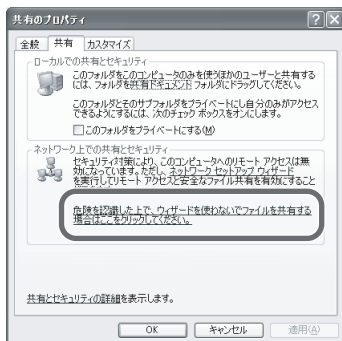 共有のプロパティ
全般 共有 カスタマイズ
ローカルでの共有とセキュリティ
このフォルダをこのコンピュータのみを使うほかのユーザーと共有する
には、フォルダを共有ドキュメント フォルダにドラッグしてください。
このフォルダとそのサブフォルダをプライベートにし自分のみがアクセス
できるようにするには、次のチェック ボックスをオンにします。
このフォルダをプライベートにする(M)
ネットワーク上での共有とセキュリティ
セキュリティ対策により、このコンピュータへのリモート アクセスは無
効になっています。ただし、ネットワーク セットアップ ウィザード
を実行してリモート アクセスと安全なファイル共有を有効にすること
危険を認識した上で、ウィザードを使わないでファイルを共有する
場合はここをクリックしてください。
共有とセキュリティの詳細を表示します。
OK キャンセル 適用(A)